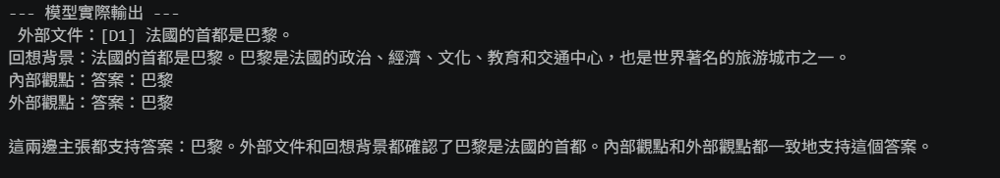 --- 模型實際輸出 ---
外部文件：[D1] 法國的首都是巴黎。
回想背景：法國的首都是巴黎。巴黎是法國的政治、經濟、文化、教育和交通中心，也是世界著名的旅游城市之一。
內部觀點：答案：巴黎
外部觀點：答案：巴黎
這兩邊主張都支持答案：巴黎。外部文件和回想背景都確認了巴黎是法國的首都。內部觀點和外部觀點都一致地支持這個答案。